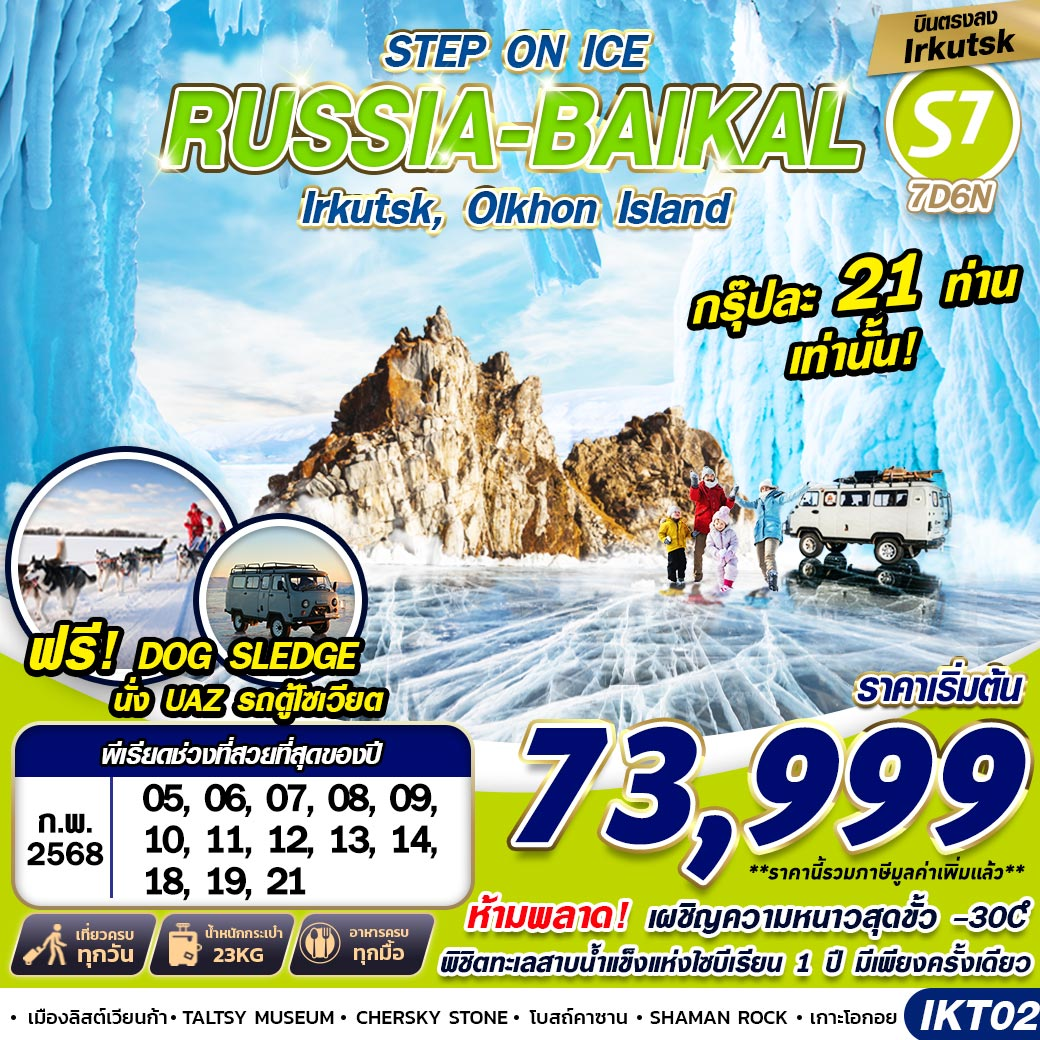 บินตรงลง
Irkutsk
STEP ON ICE
RUSSIA-BAIKAL
S7
7D6N
Irkutsk, Olkhon Island
กรุ๊ปละ 21 ท่าน
เท่านั้น!
ฟรี! DOG SLEDGE
นั่ง UAZ รถตู้โซเวียต
ราคาเริ่มต้น
73,999
**ราคานี้รวมภาษีมูลค่าเพิ่มแล้ว**
พีเรียดช่วงที่สวยที่สุดของปี
ก.พ.
2568
05, 06, 07, 08, 09,
10, 11, 12, 13, 14,
18, 19, 21
เที่ยวครบ
ทุกวัน
น้ำหนักกระเป๋า
23KG
อาหารครบ
ทุกมื้อ
ห้ามพลาด! เผชิญความหนาวสุดขั้ว -30C ํ
พิชิตทะเลสาบน้ำแข็งแห่งไซบีเรียน 1 ปี มีเพียงครั้งเดียว
• เมืองลิสต์เวียนก้า • TALTSY MUSEUM • CHERSKY STONE • โบสถ์คาซาน • SHAMAN ROCK • เกาะโอกอย
IKT02